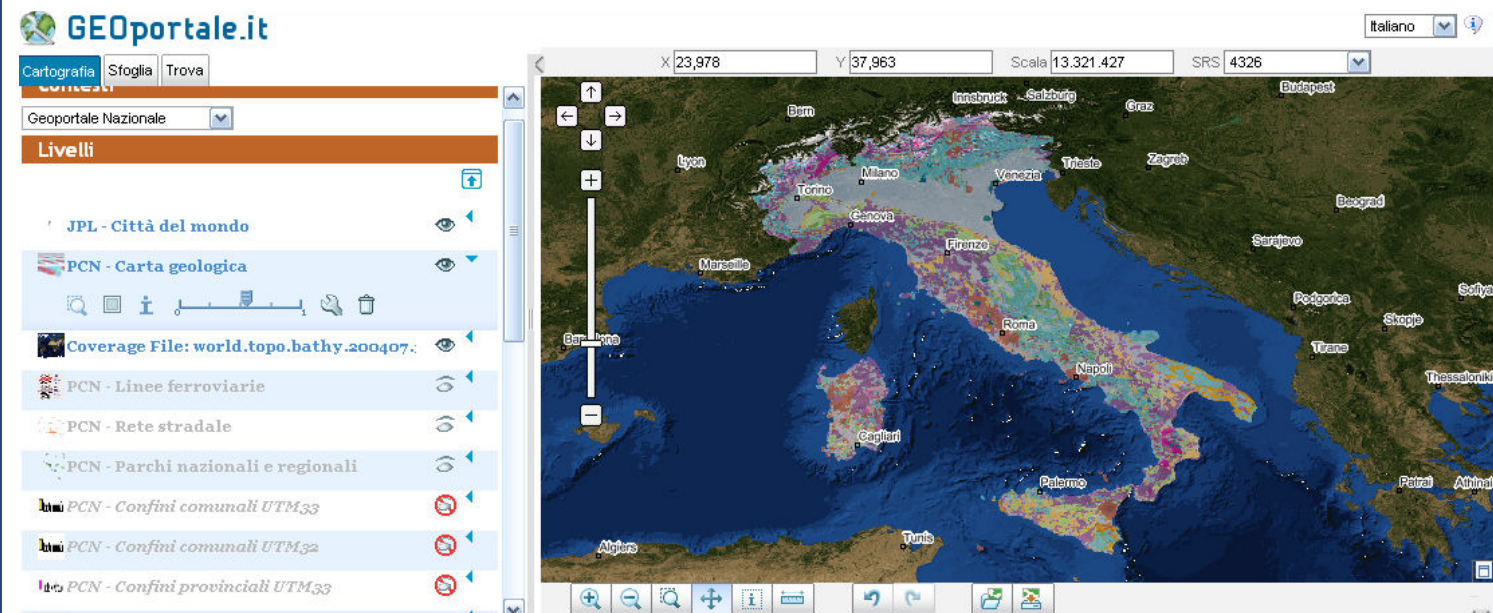 GEOportale.it
Italiano
Cartografia Sfoglia Trova
X 23,978 Y 37,963 Scala 13.321.427 SRS 4326
Contesti
Geoportale Nazionale
Livelli
JPL - Città del mondo
PCN - Carta geologica
0 1
Coverage File: world.topo.bathy.200407.
PCN - Linee ferroviarie
PCN - Rete stradale
PCN - Parchi nazionali e regionali
PCN - Confini comunali UTM33
PCN - Confini comunali UTM32
PCN - Confini provinciali UTM33
Budapest
Innsbruck Salzburg
Graz
Bern
Lyon
Milano
Venezia
Trieste
Zagreb
Torino
Genova
Beograd
Firenze
Sarajevo
Marseille
Podgorica
Sofiya
Skopje
Roma
Barcelona
Tirane
Napoli
Thessaloniki
Cagliari
Palermo
Patrai
Athinai
Tunis
Algiers